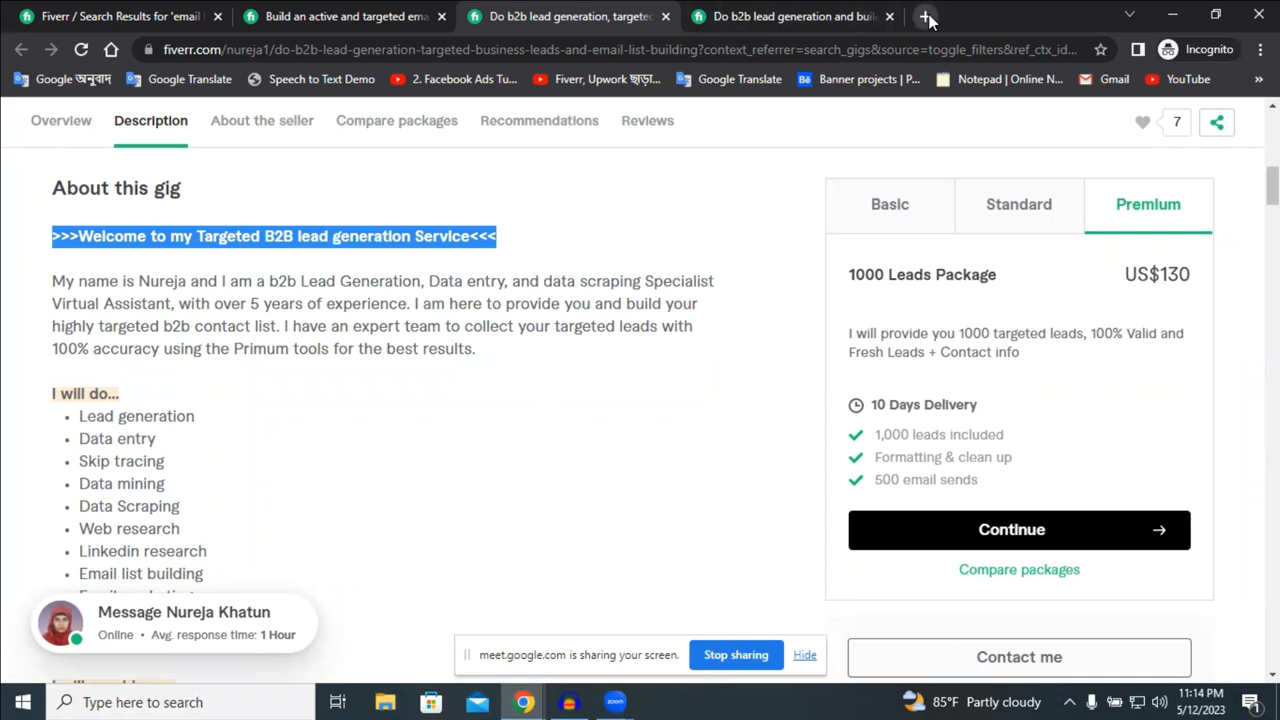 Fiverr / Search Results for 'email
Build an active and targeted ema
Do b2b lead generation, targete
Do b2b lead generation and buil
fiverr.com/nureja1/do-b2b-lead-generation-targeted-business-leads-and-email-list-building?context_referrer=search_gigs&source=toggle_filters&ref_ctx_id...
Incognito
Google অনুবাদ
Google Translate
Speech to Text Demo
2. Facebook Ads Tu...
Fiverr, Upwork ছাড়া...
Google Translate
Banner projects | P...
Notepad | Online N...
Gmail
YouTube
»
Overview
Description
About the seller
Compare packages
Recommendations
Reviews
7
About this gig
>>>Welcome to my Targeted B2B lead generation Service<<<
My name is Nureja and I am a b2b Lead Generation, Data entry, and data scraping Specialist
Virtual Assistant, with over 5 years of experience. I am here to provide you and build your
highly targeted b2b contact list. I have an expert team to collect your targeted leads with
100% accuracy using the Primum tools for the best results.
I will do...
• Lead generation
• Data entry
• Skip tracing
• Data mining
• Data Scraping
• Web research
• Linkedin research
• Email list building
Basic
Standard
Premium
1000 Leads Package
US$130
I will provide you 1000 targeted leads, 100% Valid and
Fresh Leads + Contact info
10 Days Delivery
1,000 leads included
Formatting & clean up
500 email sends
Continue
Compare packages
Contact me
Message Nureja Khatun
Online • Avg. response time: 1 Hour
meet.google.com is sharing your screen.
Stop sharing
Hide
Type here to search
zoom
85°F Partly cloudy
11:14 PM
5/12/2023
1